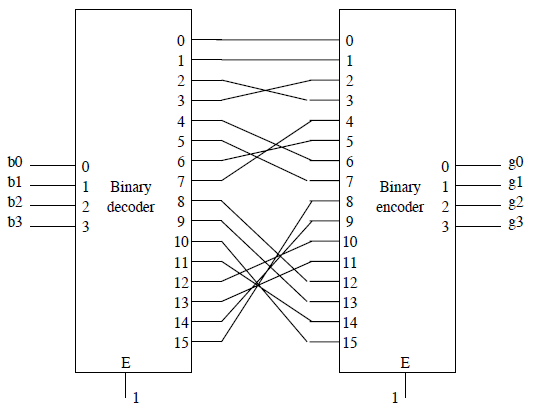 0 0
1 1
2 2
3 3
4 4
5 5
b0 0 6 6 0 g0
b1 1 Binary 7 7 Binary 1 g1
b2 2 decoder 8 8 encoder 2 g2
b3 3 9 9 3 g3
10 10
11 11
12 12
13 13
14 14
15 15
E E
1 1